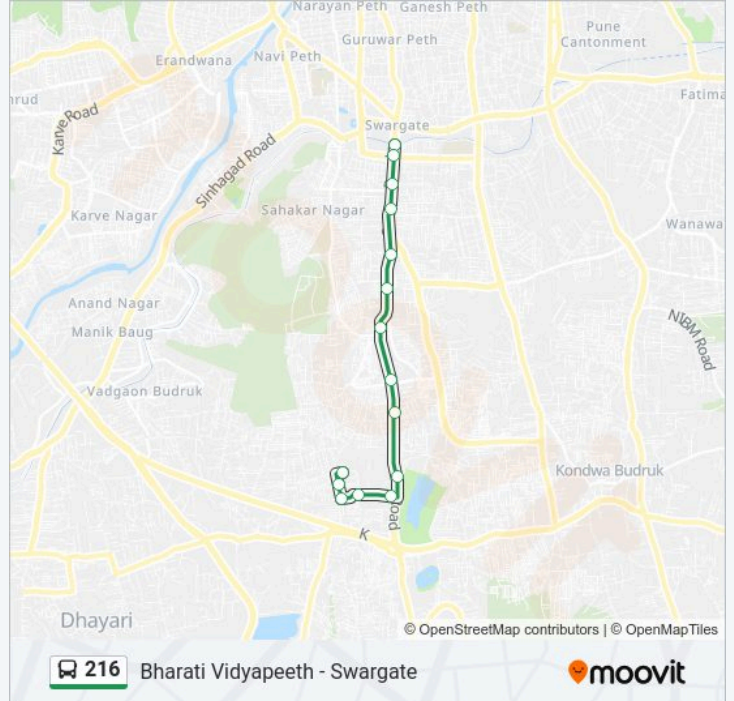 Narayan Peth
Ganesh Peth
Guruwar Peth
Pune
Cantonment
Navi Peth
Erandwana
hrud
Karve Road
Fatima
Swargate
Sinhagad Road
Sahakar Nagar
Karve Nagar
Wanawa
Anand Nagar
Manik Baug
NIBM Road
Vadgaon Budruk
Kondwa Budruk
Road
K
Dhayari
© OpenStreetMap contributors | © OpenMapTiles
216 Bharati Vidyapeeth - Swargate
moovit